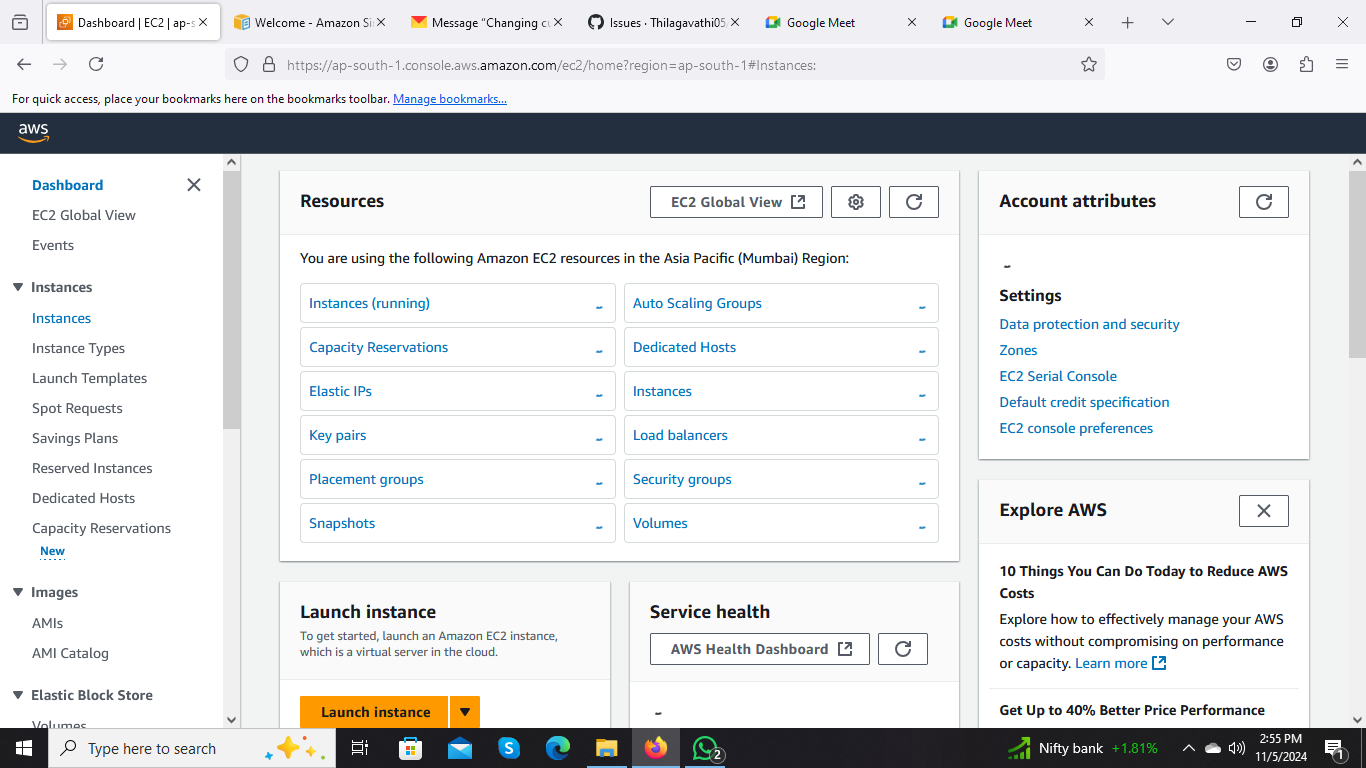 Dashboard | EC2 | ap-s
Welcome - Amazon Si
Message "Changing cu
Issues · Thilagavathi05
Google Meet
Google Meet
https://ap-south-1.console.aws.amazon.com/ec2/home?region=ap-south-1#Instances:
For quick access, place your bookmarks here on the bookmarks toolbar. Manage bookmarks...
aws
Dashboard
EC2 Global View
Events
Instances
Instances
Instance Types
Launch Templates
Spot Requests
Savings Plans
Reserved Instances
Dedicated Hosts
Capacity Reservations
New
Images
AMIs
AMI Catalog
Elastic Block Store
Volumes
Resources
EC2 Global View
You are using the following Amazon EC2 resources in the Asia Pacific (Mumbai) Region:
Instances (running) -
Auto Scaling Groups -
Capacity Reservations -
Dedicated Hosts -
Elastic IPs -
Instances -
Key pairs -
Load balancers -
Placement groups -
Security groups -
Snapshots -
Volumes -
Launch instance
To get started, launch an Amazon EC2 instance,
which is a virtual server in the cloud.
Launch instance
Service health
AWS Health Dashboard
-
Account attributes
-
Settings
Data protection and security
Zones
EC2 Serial Console
Default credit specification
EC2 console preferences
Explore AWS
10 Things You Can Do Today to Reduce AWS
Costs
Explore how to effectively manage your AWS
costs without compromising on performance
or capacity. Learn more
Get Up to 40% Better Price Performance
Type here to search
2
Nifty bank +1.81%
2:55 PM
11/5/2024
1